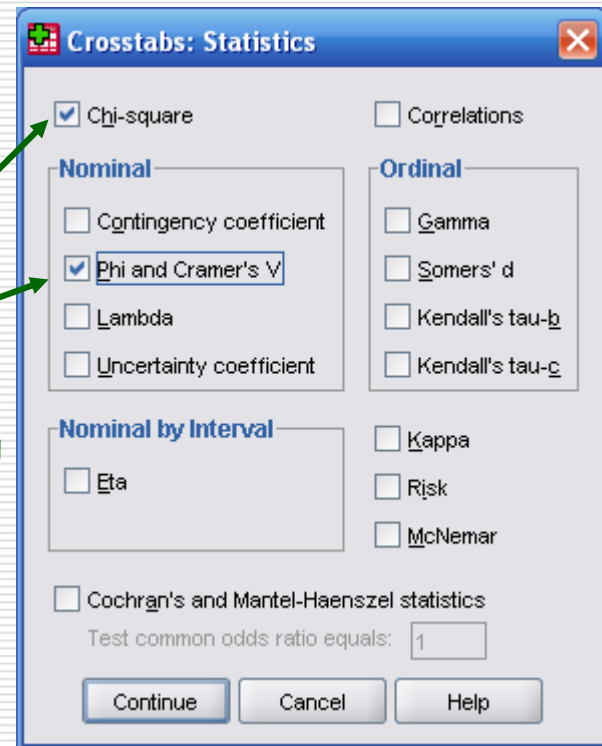 Crosstabs: Statistics
Chi-square
Correlations
Nominal
Contingency coefficient
Phi and Cramer's V
Lambda
Uncertainty coefficient
Ordinal
Gamma
Somers' d
Kendall's tau-b
Kendall's tau-c
Nominal by Interval
Eta
Kappa
Risk
McNemar
Cochran's and Mantel-Haenszel statistics
Test common odds ratio equals: 1
Continue Cancel Help